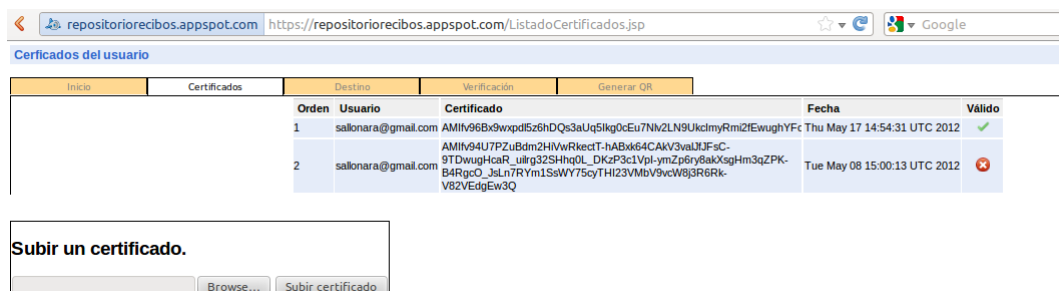 repositoriorecibos.appspot.com https://repositoriorecibos.appspot.com/ListadoCertificados.jsp Google
Cerficados del usuario
Inicio Certificados Destino Verificación Generar QR
Orden Usuario Certificado Fecha Válido
1 sallonara@gmail.com AMIfv96Bx9wxpdl5z6hDQs3aUq5Ikg0cEu7Nlv2LN9UkclmyRmi2fEwughYFc Thu May 17 14:54:31 UTC 2012
AMIfv94U7PZuBdm2HiVwRkectT-hABxk64CAkV3valJfJFsC-
2 sallonara@gmail.com 9TDwugHcaR_uilrg32SHhq0L_DKzP3c1VpI-ymZp6ry8akXsgHm3qZPK- Tue May 08 15:00:13 UTC 2012
B4RgcO_JsLn7RYm1SsWY75cyTHI23VMbV9vcW8j3R6Rk-
V82VEdgEw3Q
Subir un certificado.
Browse... Subir certificado